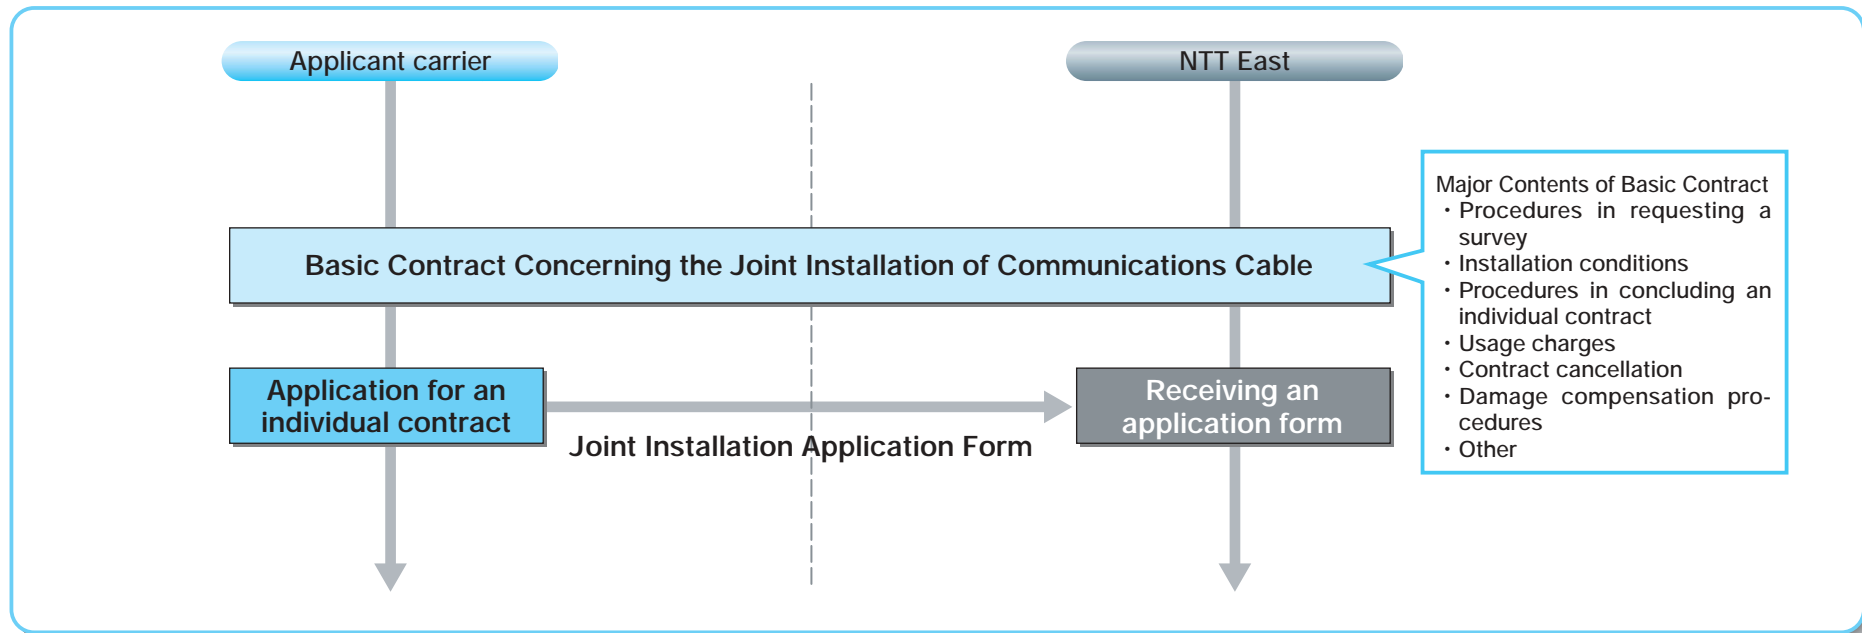 Applicant carrier
NTT East
Basic Contract Concerning the Joint Installation of Communications Cable
Major Contents of Basic Contract
・Procedures in requesting a
survey
・Installation conditions
・Procedures in concluding an
individual contract
・Usage charges
・Contract cancellation
・Damage compensation pro-
cedures
・Other
Application for an
individual contract
Joint Installation Application Form
Receiving an
application form